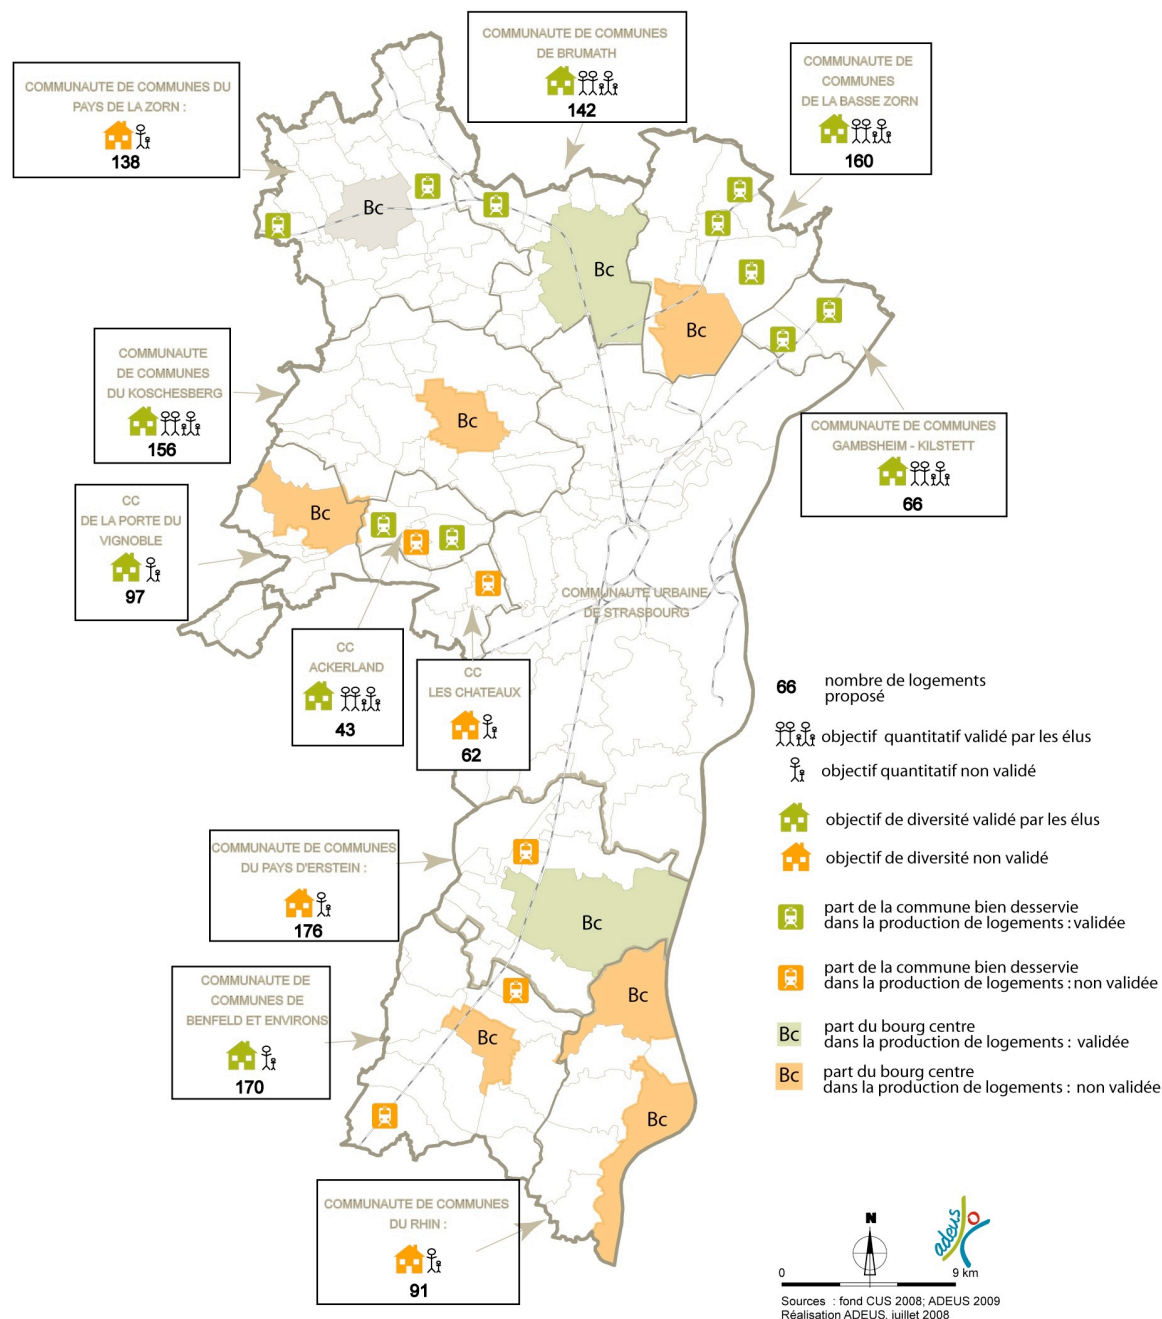 COMMUNAUTE DE COMMUNES
DE BRUMATH
142
COMMUNAUTE DE
COMMUNES
DE LA BASSE ZORN
160
COMMUNAUTE DE COMMUNES DU
PAYS DE LA ZORN :
138
Bc
Bc
Bc
COMMUNAUTE
DE COMMUNES
DU KOSCHESBERG
156
Bc
COMMUNAUTE DE COMMUNES
GAMBSHEIM - KILSTETT
66
CC
DE LA PORTE DU
VIGNOBLE
97
Bc
COMMUNAUTE URBAINE
DE STRASBOURG
CC
ACKERLAND
43
CC
LES CHATEAUX
62
66 nombre de logements
proposé
objectif quantitatif validé par les élus
objectif quantitatif non validé
objectif de diversité validé par les élus
objectif de diversité non validé
part de la commune bien desservie
dans la production de logements : validée
part de la commune bien desservie
dans la production de logements : non validée
Bc part du bourg centre
dans la production de logements : validée
Bc part du bourg centre
dans la production de logements : non validée
COMMUNAUTE DE COMMUNES
DU PAYS D'ERSTEIN :
176
Bc
COMMUNAUTE DE
COMMUNES DE
BENFELD ET ENVIRONS
170
Bc
Bc
Bc
COMMUNAUTE DE COMMUNES
DU RHIN :
91
N
adeus
0 9 km
Sources : fond CUS 2008; ADEUS 2009
Réalisation ADEUS, juillet 2008